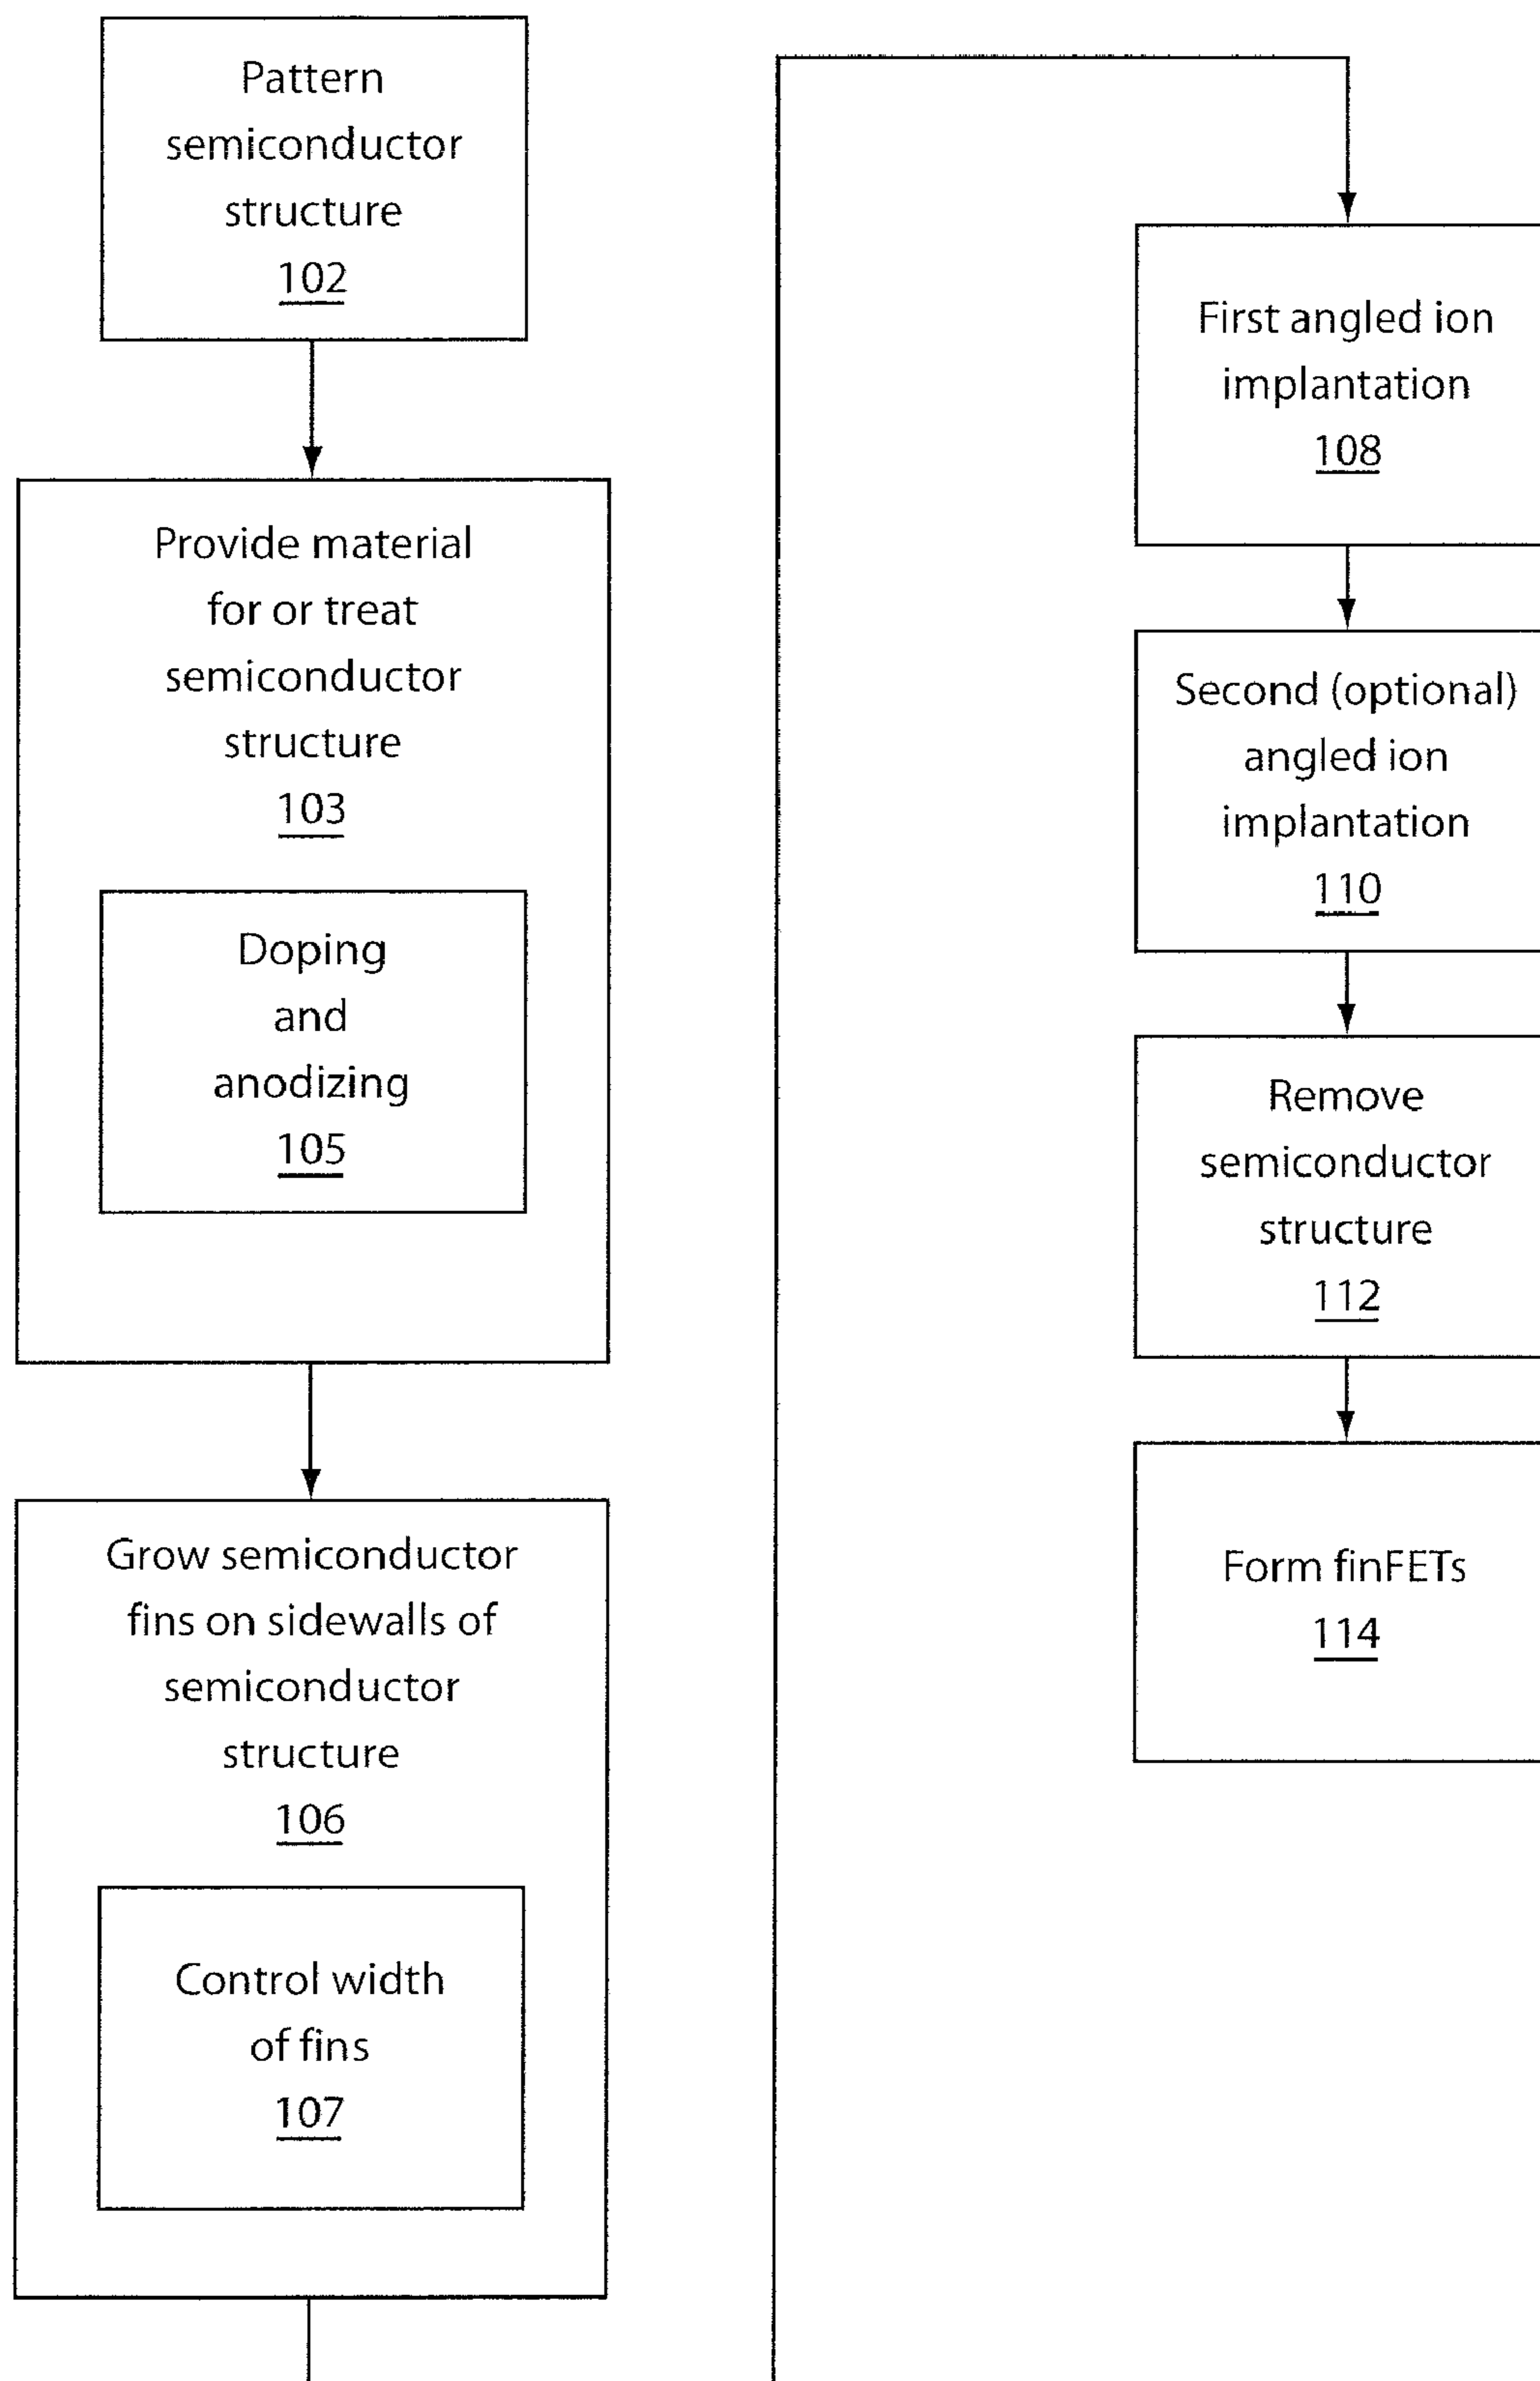 Pattern
semiconductor
structure
102
Provide material
for or treat
semiconductor
structure
103
Doping
and
anodizing
105
Grow semiconductor
fins on sidewalls of
semiconductor
structure
106
Control width
of fins
107
First angled ion
implantation
108
Second (optional)
angled ion
implantation
110
Remove
semiconductor
structure
112
Form finFETs
114